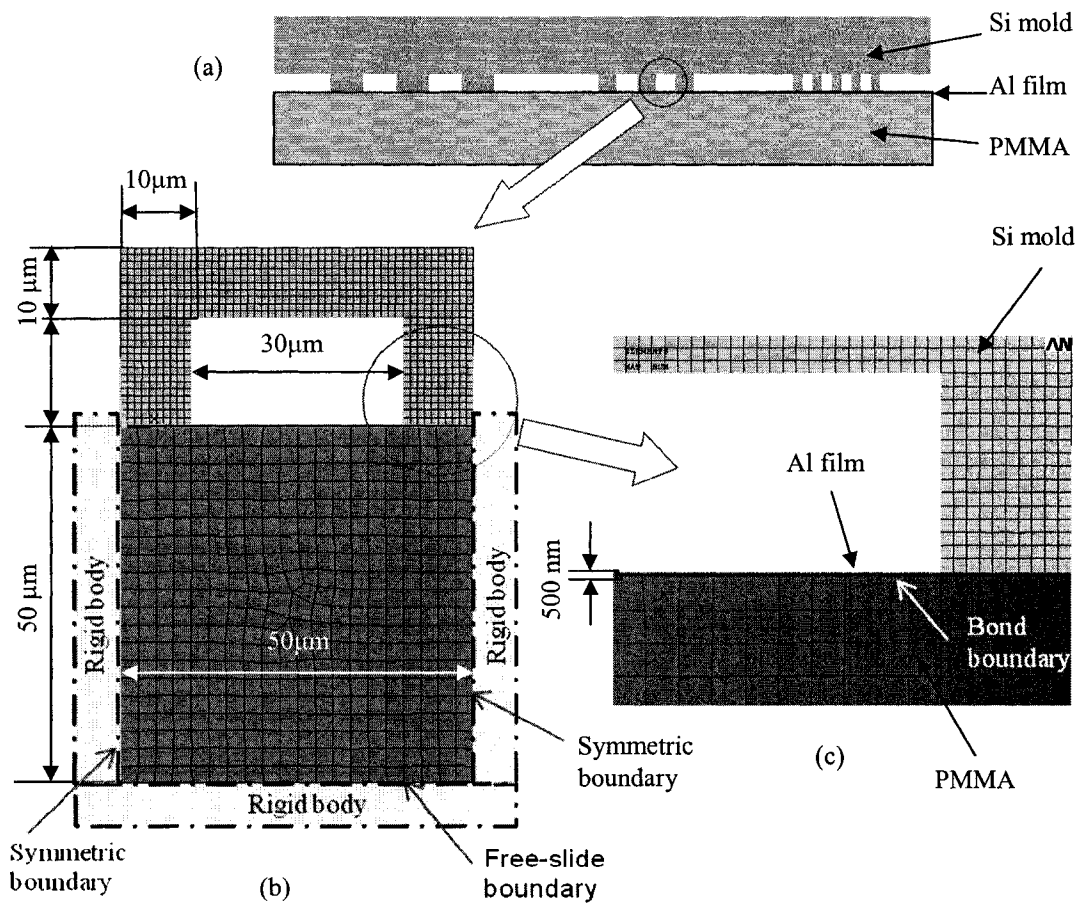 (a)
Si mold
Al film
PMMA
10μm
10 μm
30μm
50 μm
Rigid body
50μm
Rigid body
Rigid body
Symmetric
boundary
Symmetric
boundary
Free-slide
boundary
(b)
Si mold
ΛN
Al film
500 nm
Bond
boundary
PMMA
(c)